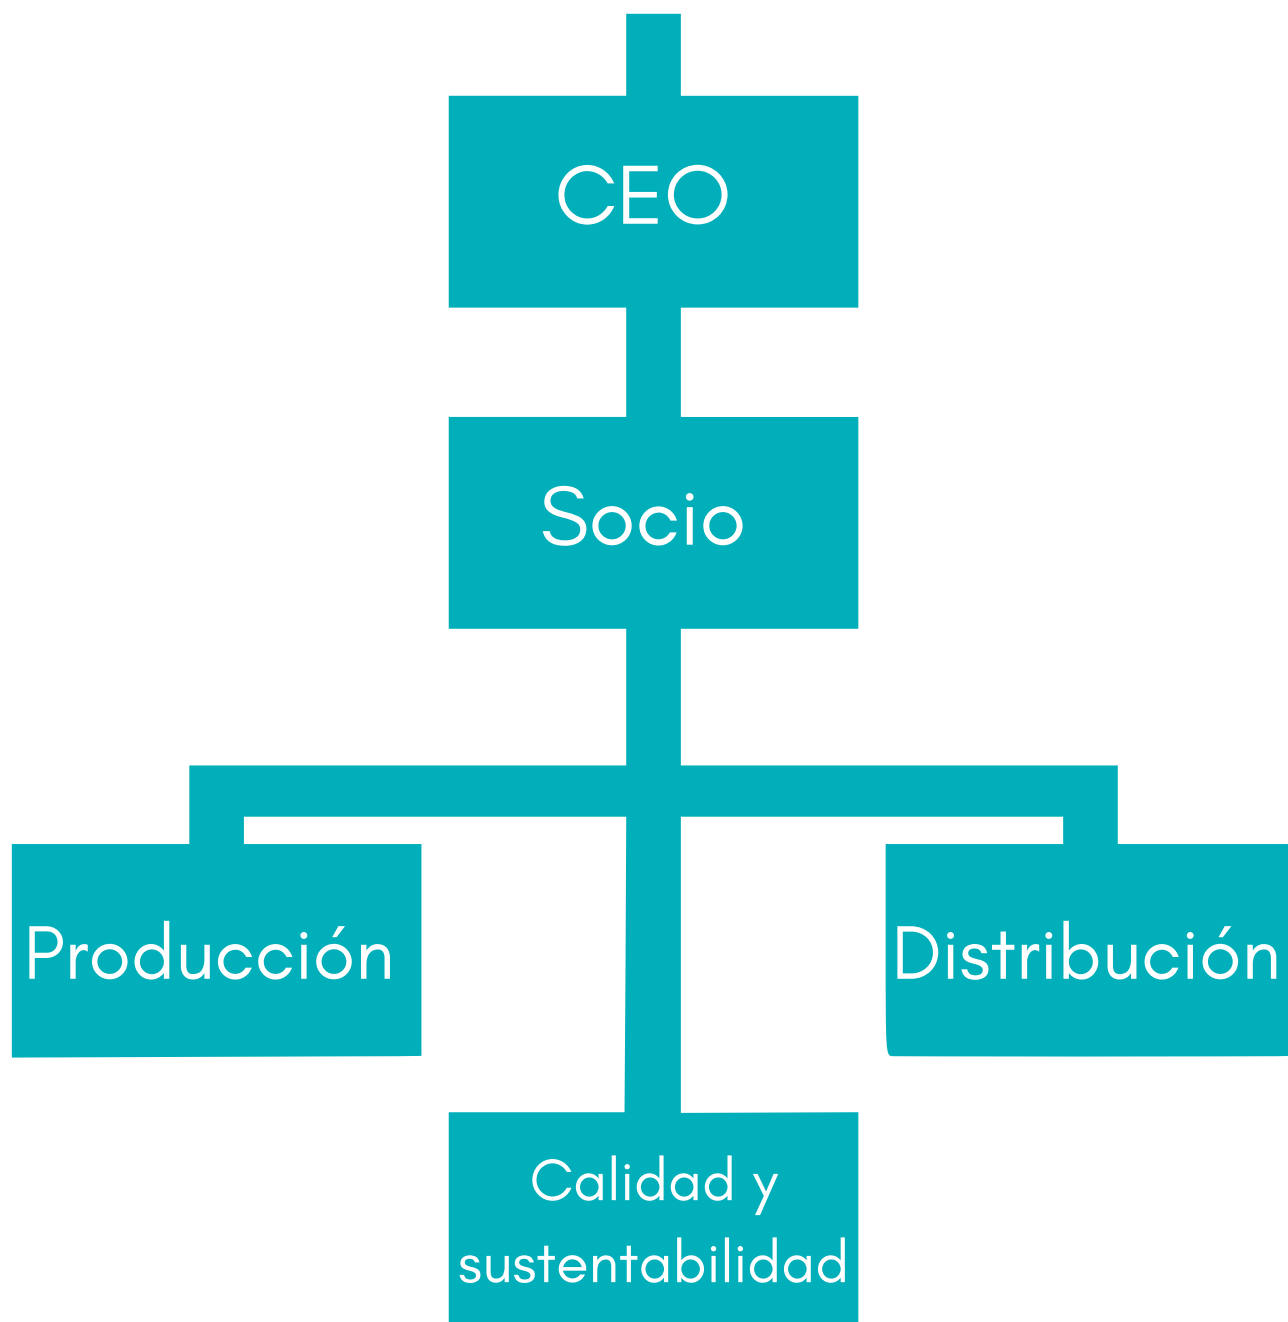 CEO
Socio
Producción
Distribución
Calidad y
sustentabilidad